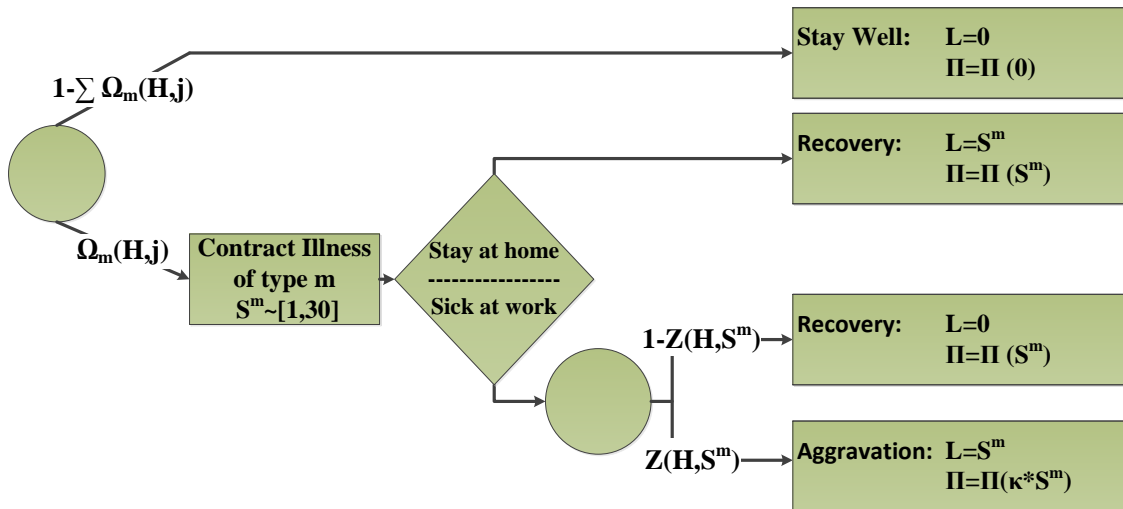 Stay Well: L=0
Π=Π (0)
1-∑ Ωₘ(H,j)
Recovery: L=Sᵐ
Π=Π (Sᵐ)
Ωₘ(H,j)
Contract Illness
of type m
Sᵐ~[1,30]
Stay at home
-----------------
Sick at work
1-Z(H,Sᵐ)
Recovery: L=0
Π=Π (Sᵐ)
Z(H,Sᵐ)
Aggravation: L=Sᵐ
Π=Π(κ*Sᵐ)